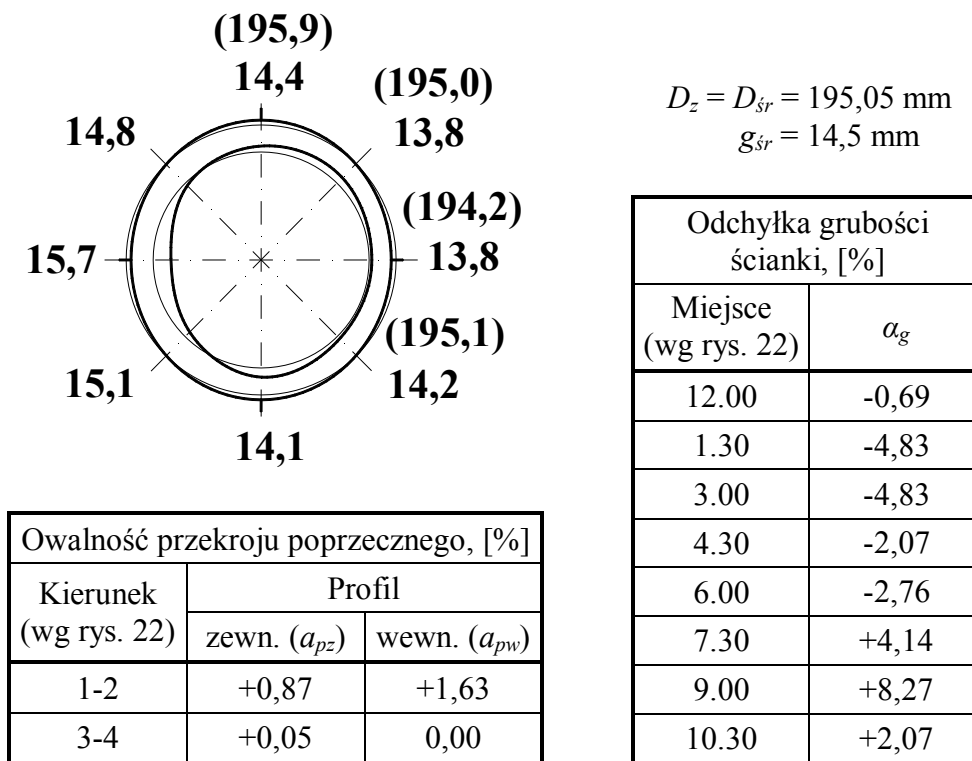 (195,9)
14,4
(195,0)
14,8
13,8
(194,2)
15,7
13,8
(195,1)
15,1
14,2
14,1
D_z = D_śr = 195,05 mm
g_śr = 14,5 mm
Owalność przekroju poprzecznego, [%]
Kierunek (wg rys. 22) Profil
zewn. (a_pz) wewn. (a_pw)
1-2 +0,87 +1,63
3-4 +0,05 0,00
Odchyłka grubości
ścianki, [%]
Miejsce
(wg rys. 22) α_g
12.00 -0,69
1.30 -4,83
3.00 -4,83
4.30 -2,07
6.00 -2,76
7.30 +4,14
9.00 +8,27
10.30 +2,07